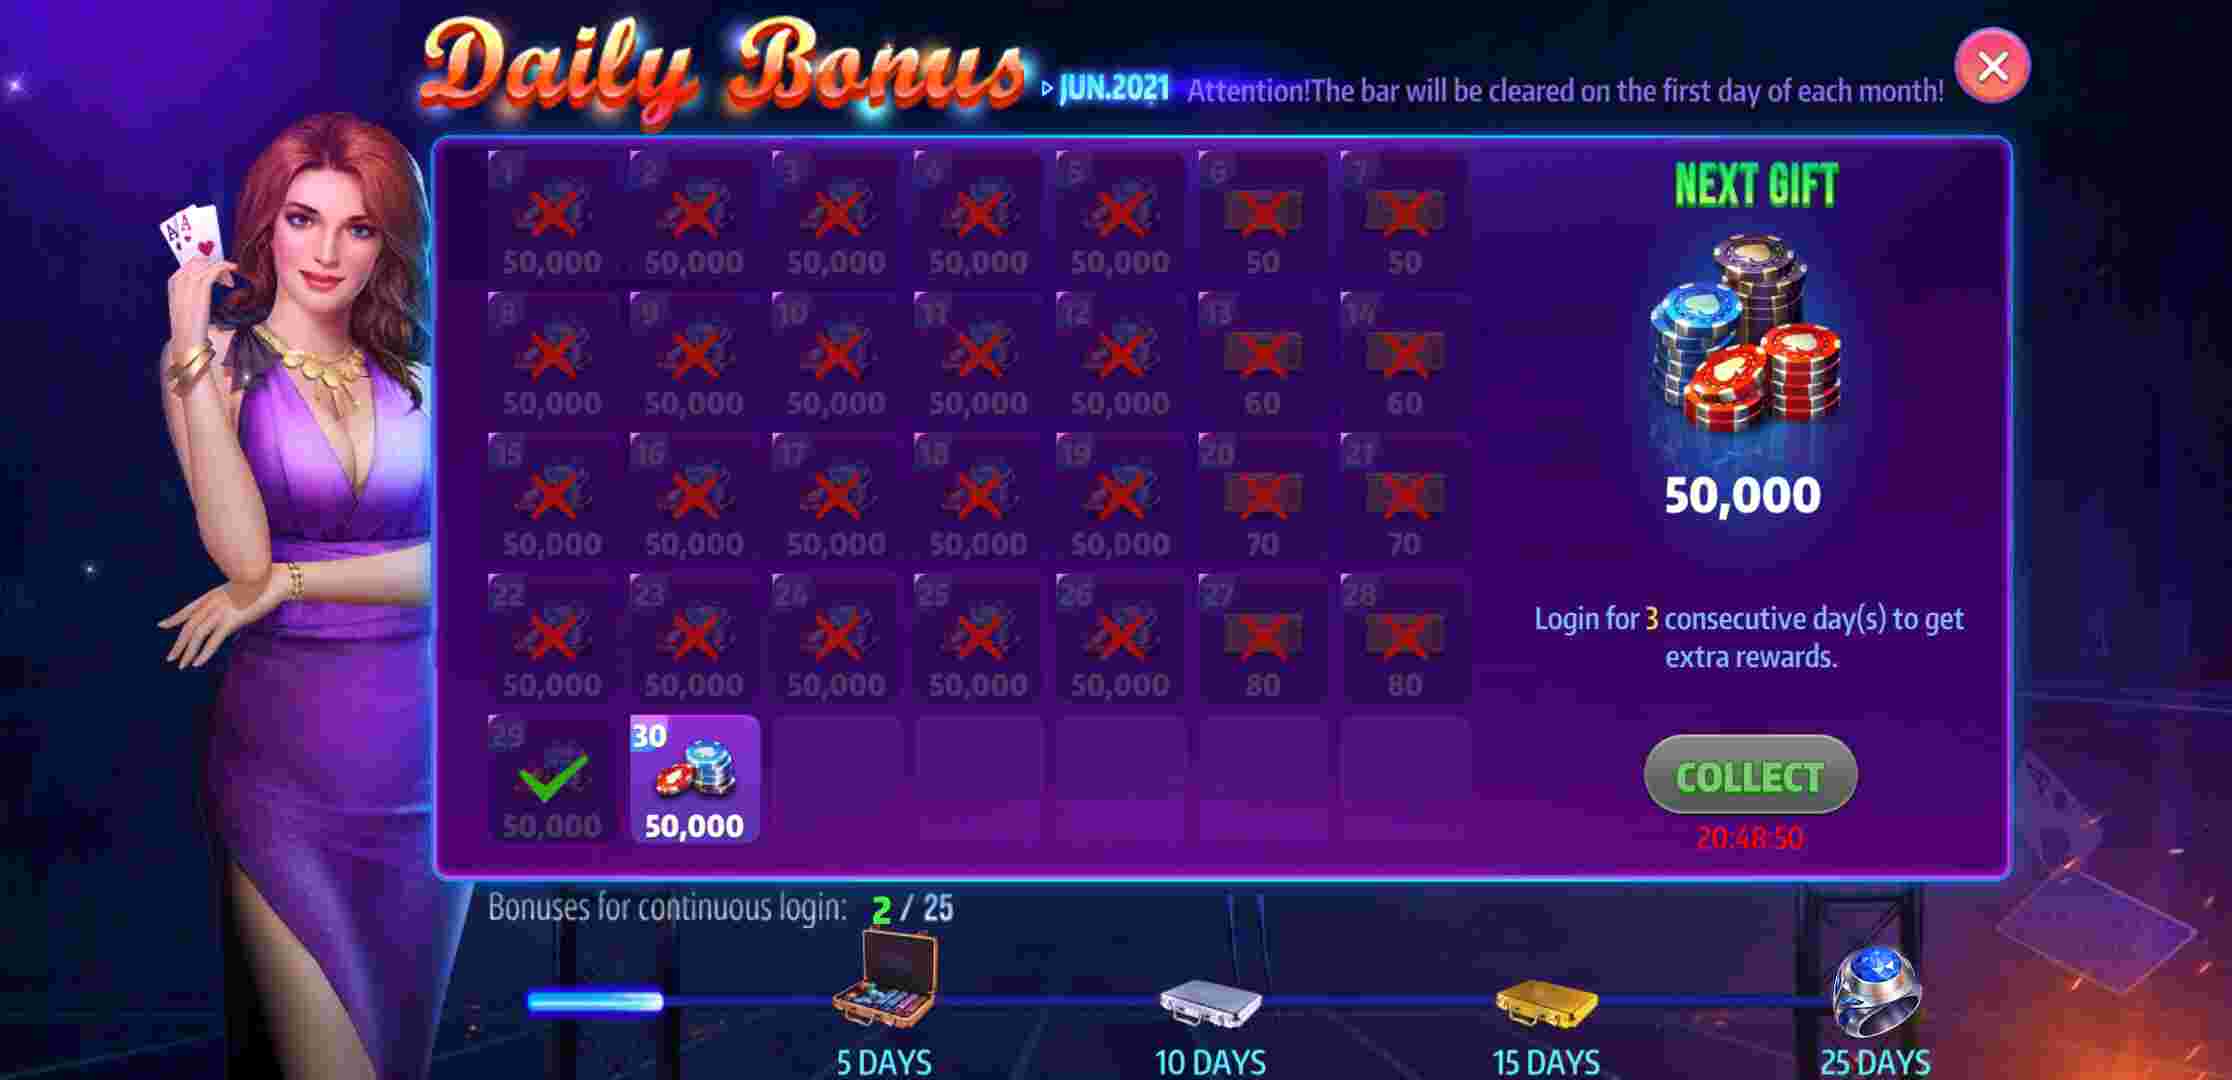 Daily Bonus
JUN.2021 Attention!The bar will be cleared on the first day of each month!
1 2 3 4 5 6 7
50,000 50,000 50,000 50,000 50,000 50 50
8 9 10 11 12 13 14
50,000 50,000 50,000 50,000 50,000 60 60
15 16 17 18 19 20 21
50,000 50,000 50,000 50,000 50,000 70 70
22 23 24 25 26 27 28
50,000 50,000 50,000 50,000 50,000 80 80
29 30
50,000 50,000
NEXT GIFT
50,000
Login for 3 consecutive day(s) to get
extra rewards.
COLLECT
20:48:50
Bonuses for continuous login: 2 / 25
5 DAYS 10 DAYS 15 DAYS 25 DAYS
A A